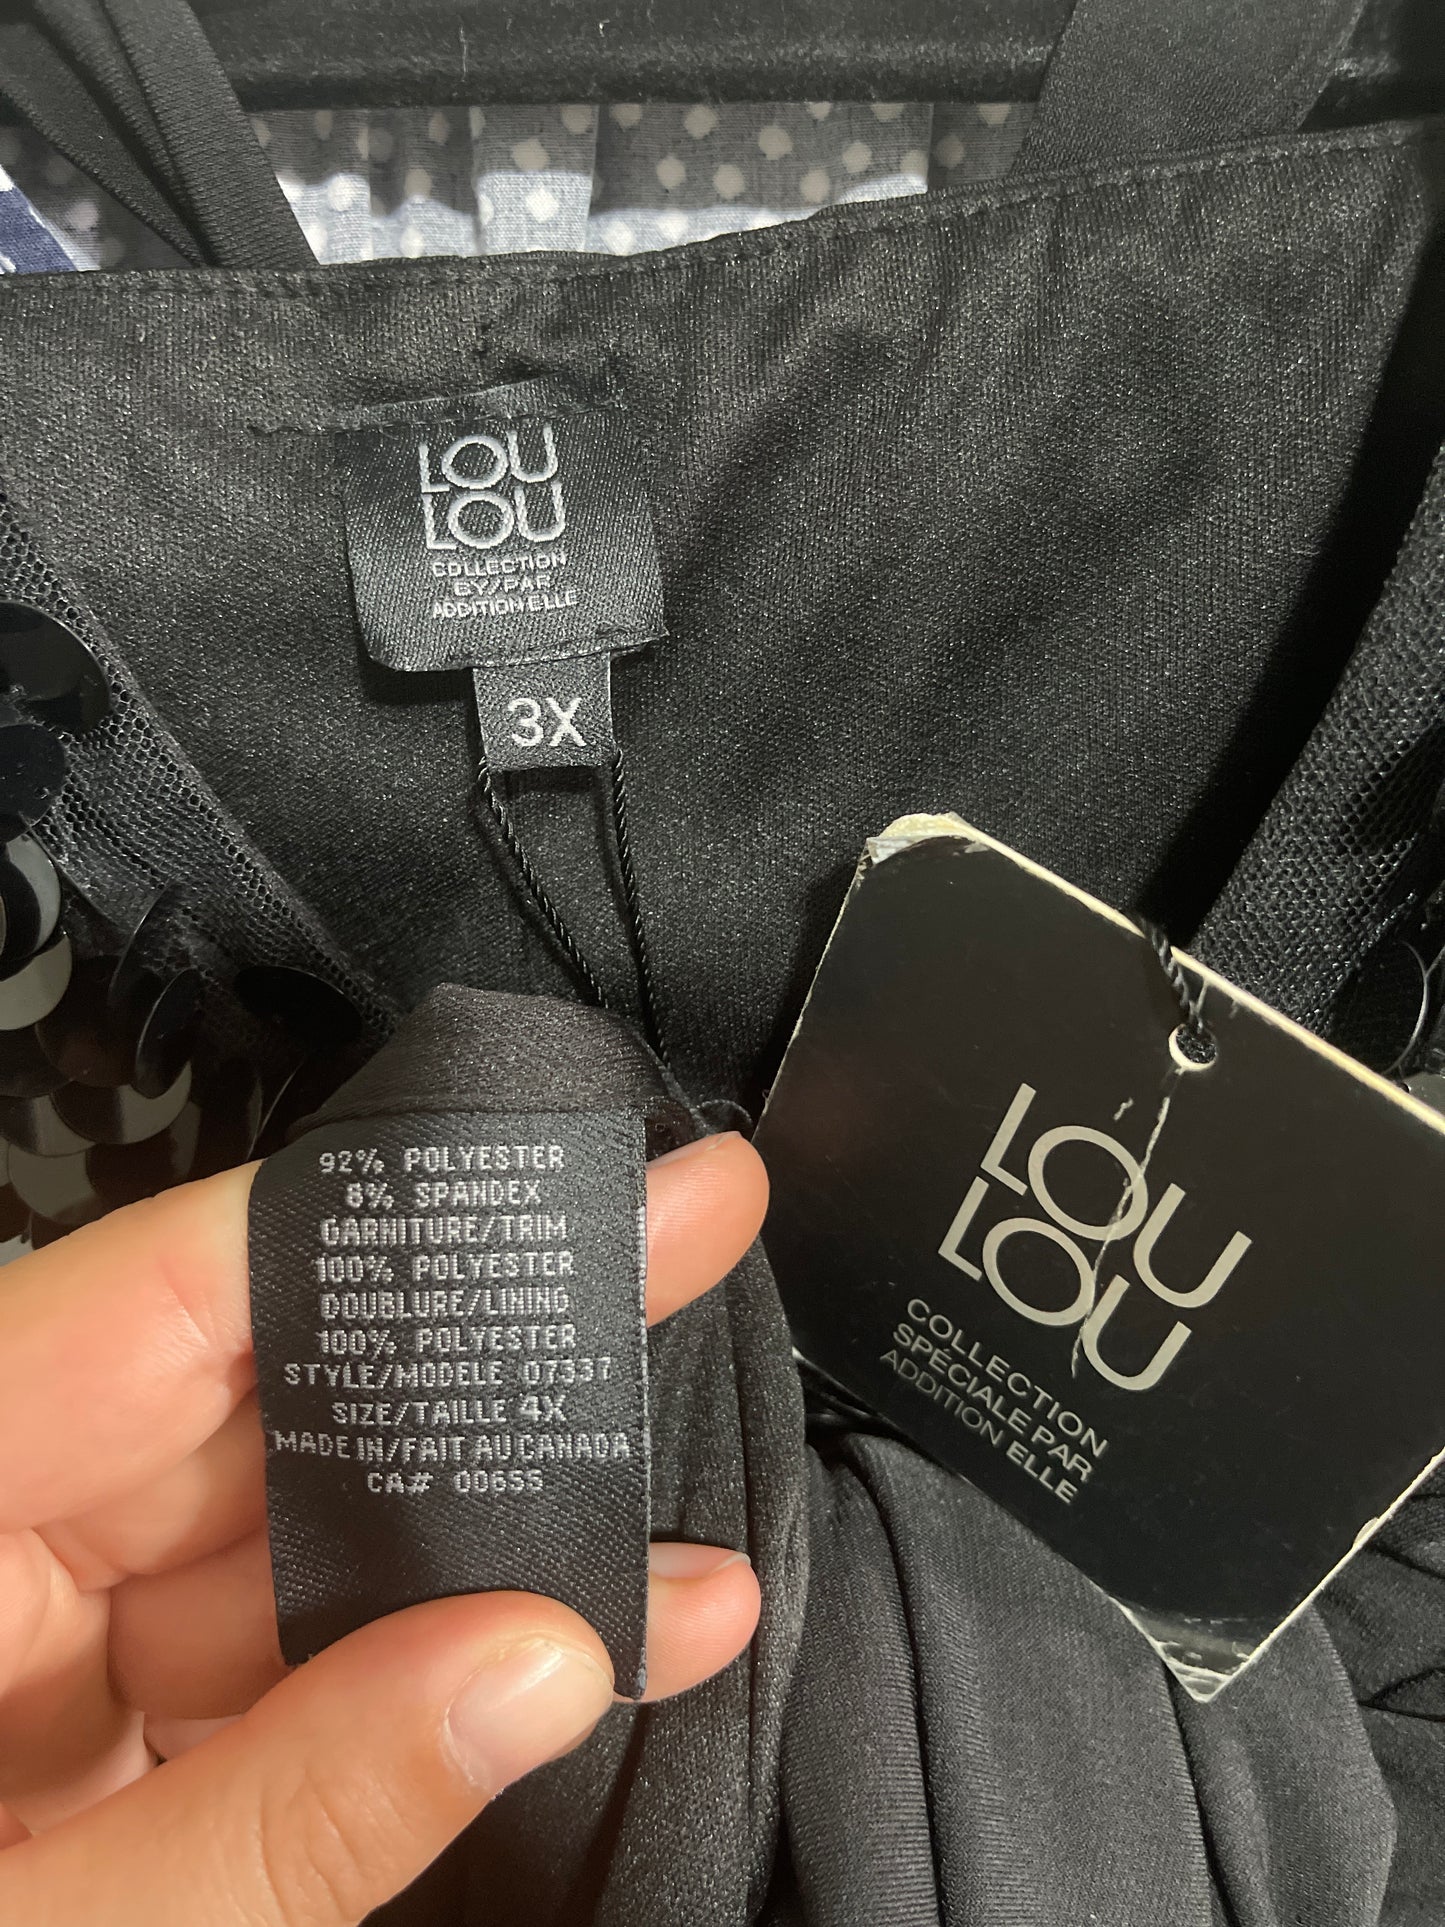 LOU
LOU
COLLECTION
BY/PAR
ADDITION ELLE
3X
92% POLYESTER
8% SPANDEX
GARNITURE/TRIM
100% POLYESTER
DOUBLURE/LINING
100% POLYESTER
STYLE/MODELE 07337
SIZE/TAILLE 4X
MADE IN/FAIT AU CANADA
CA# 00655
LOU
LOU
COLLECTION
SPÉCIALE PAR
ADDITION ELLE